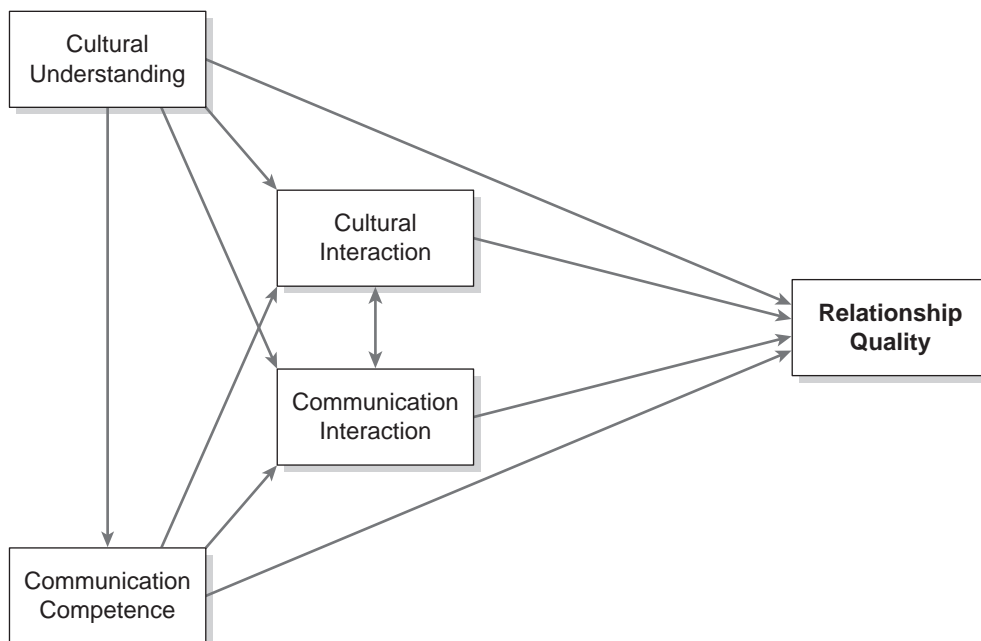 Cultural
Understanding
Cultural
Interaction
Relationship
Quality
Communication
Interaction
Communication
Competence